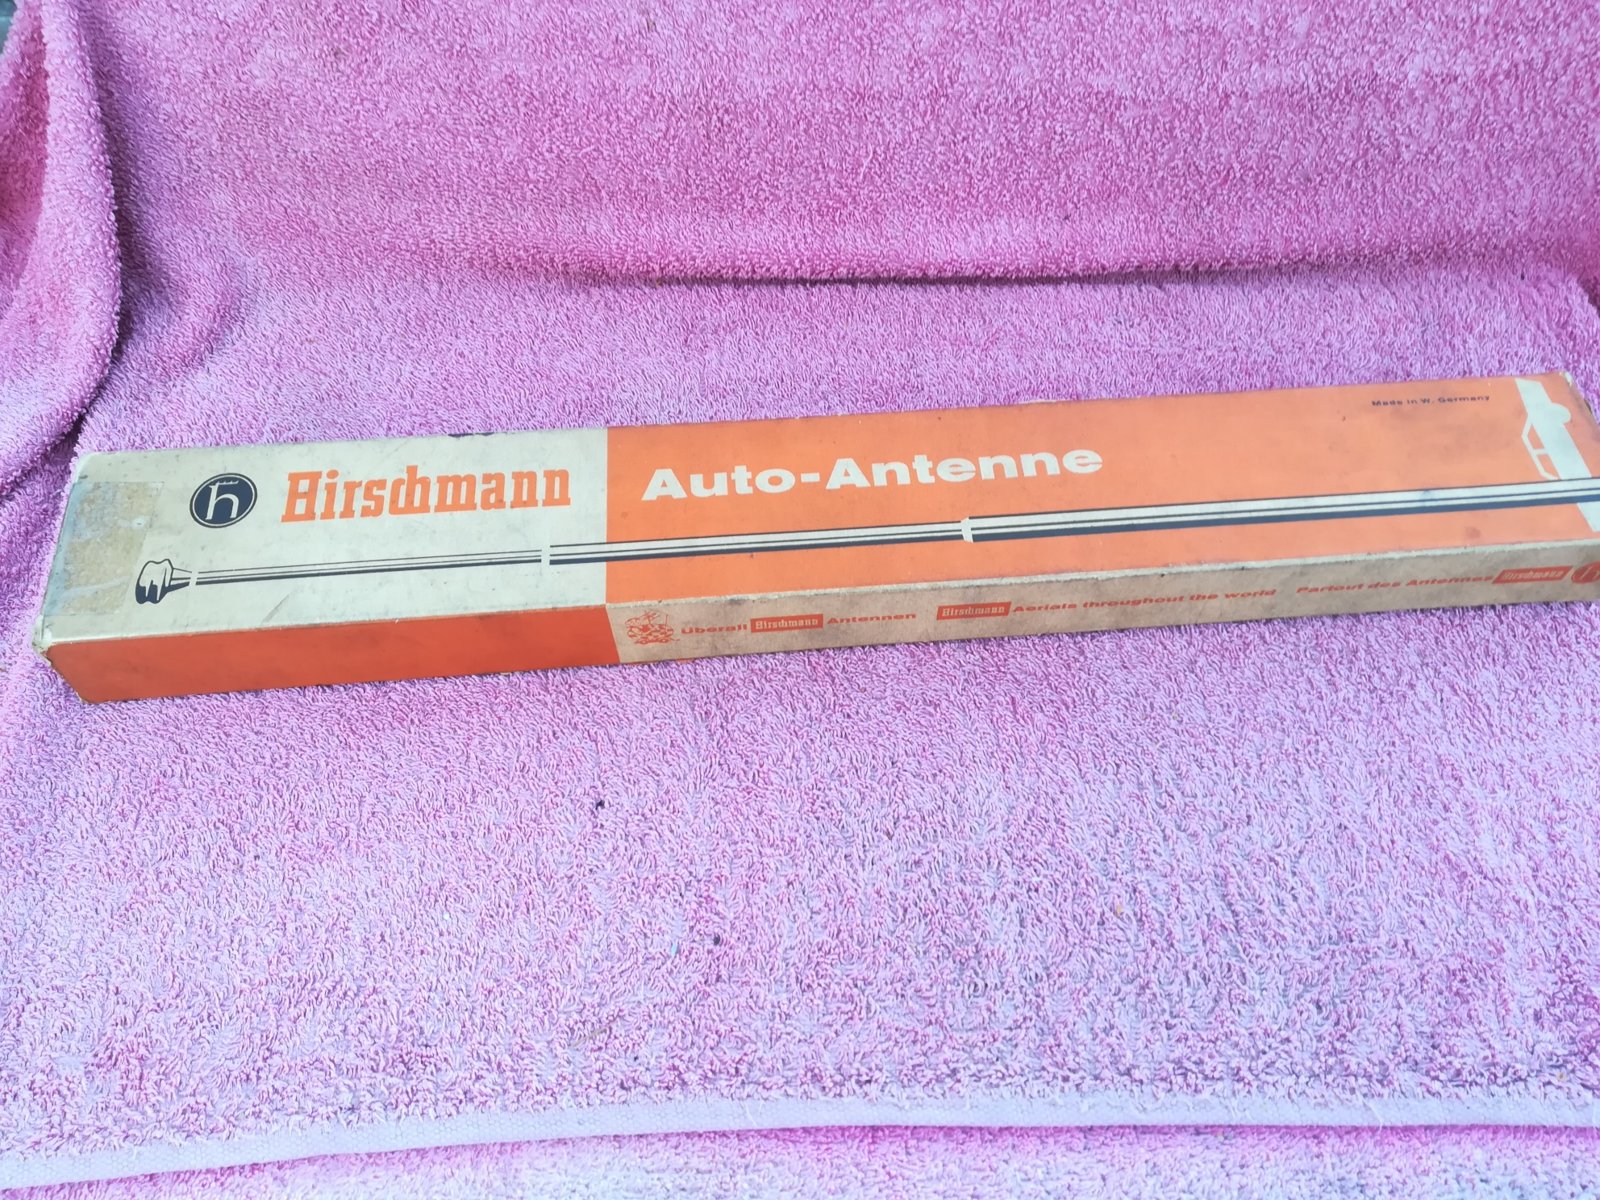 Made in W. Germany
h Hirschmann Auto-Antenne
Überall Hirschmann Antennen Hirschmann Aerials throughout the world Partout des Antennes Hirschmann h